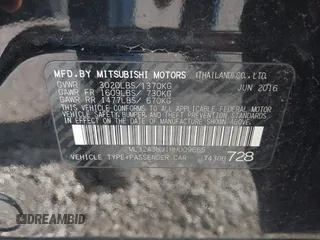 MFD.BY MITSUBISHI MOTORS (THAILAND)CO.,LTD.
GVWR 3020LBS/1370KG JUN 2016
GAWR FR 1609LBS/ 730KG
GAWR RR 1477LBS/ 670KG
THIS VEHICLE CONFORMS TO ALL APPLICABLE
FEDERAL MOTOR VEHICLE SAFETY, BUMPER,
AND THEFT PREVENTION STANDARDS IN
EFFECT ON THE DATE OF MANUFACTURE
SHOWN ABOVE.
VEHICLE TYPE:PASSENGER CAR 728
DREAMBID